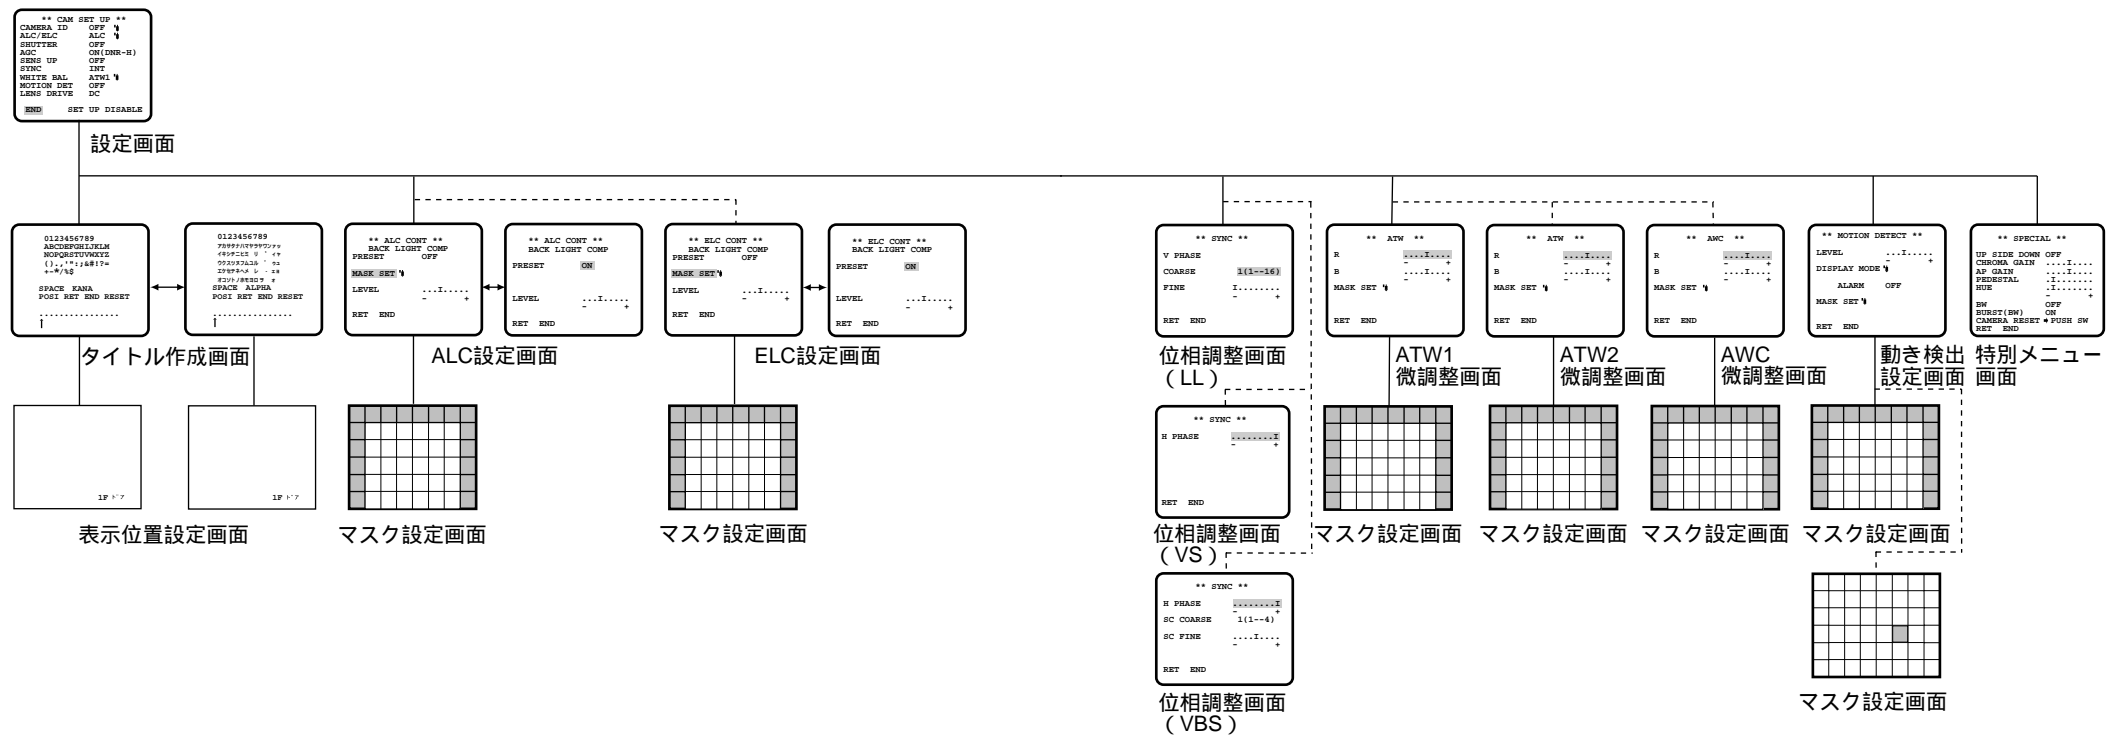 ** CAM SET UP **
CAMERA ID OFF
ALC/ELC ALC
SHUTTER OFF
AGC ON(DNR-H)
SENS UP OFF
SYNC INT
WHITE BAL ATW1
MOTION DET OFF
LENS DRIVE DC
END SET UP DISABLE
設定画面
0123456789
ABCDEFGHIJKLM
NOPQRSTUVWXYZ
().,'":;&#!?=
+-*/%$
SPACE KANA
POSI RET END RESET
................
タイトル作成画面
0123456789
SPACE ALPHA
POSI RET END RESET
................
1F ドア
1F ドア
表示位置設定画面
** ALC CONT **
BACK LIGHT COMP
PRESET OFF
MASK SET
LEVEL ...I.....
- +
RET END
** ALC CONT **
BACK LIGHT COMP
PRESET ON
LEVEL ...I.....
- +
RET END
ALC設定画面
マスク設定画面
** ELC CONT **
BACK LIGHT COMP
PRESET OFF
MASK SET
LEVEL ...I.....
- +
RET END
** ELC CONT **
BACK LIGHT COMP
PRESET ON
LEVEL ...I.....
- +
RET END
ELC設定画面
マスク設定画面
** SYNC **
V PHASE
COARSE 1(1--16)
FINE I........
- +
RET END
位相調整画面
(LL)
** SYNC **
H PHASE ........I
- +
RET END
位相調整画面
(VS)
** SYNC **
H PHASE ........I
- +
SC COARSE 1(1--4)
SC FINE ....I....
- +
RET END
位相調整画面
(VBS)
** ATW **
R ....I....
- +
B ....I....
- +
MASK SET
RET END
ATW1
微調整画面
マスク設定画面
** ATW **
R ....I....
- +
B ....I....
- +
MASK SET
RET END
ATW2
微調整画面
マスク設定画面
** AWC **
R ....I....
- +
B ....I....
- +
MASK SET
RET END
AWC
微調整画面
マスク設定画面
** MOTION DETECT **
LEVEL ....I....
- +
DISPLAY MODE
ALARM OFF
MASK SET
RET END
動き検出
設定画面
マスク設定画面
マスク設定画面
** SPECIAL **
UP SIDE DOWN OFF
CHROMA GAIN ....I....
AP GAIN ....I....
PEDESTAL .I.......
HUE .I.......
- +
BW OFF
BURST(BW) ON
CAMERA RESET → PUSH SW
RET END
特別メニュー
画面